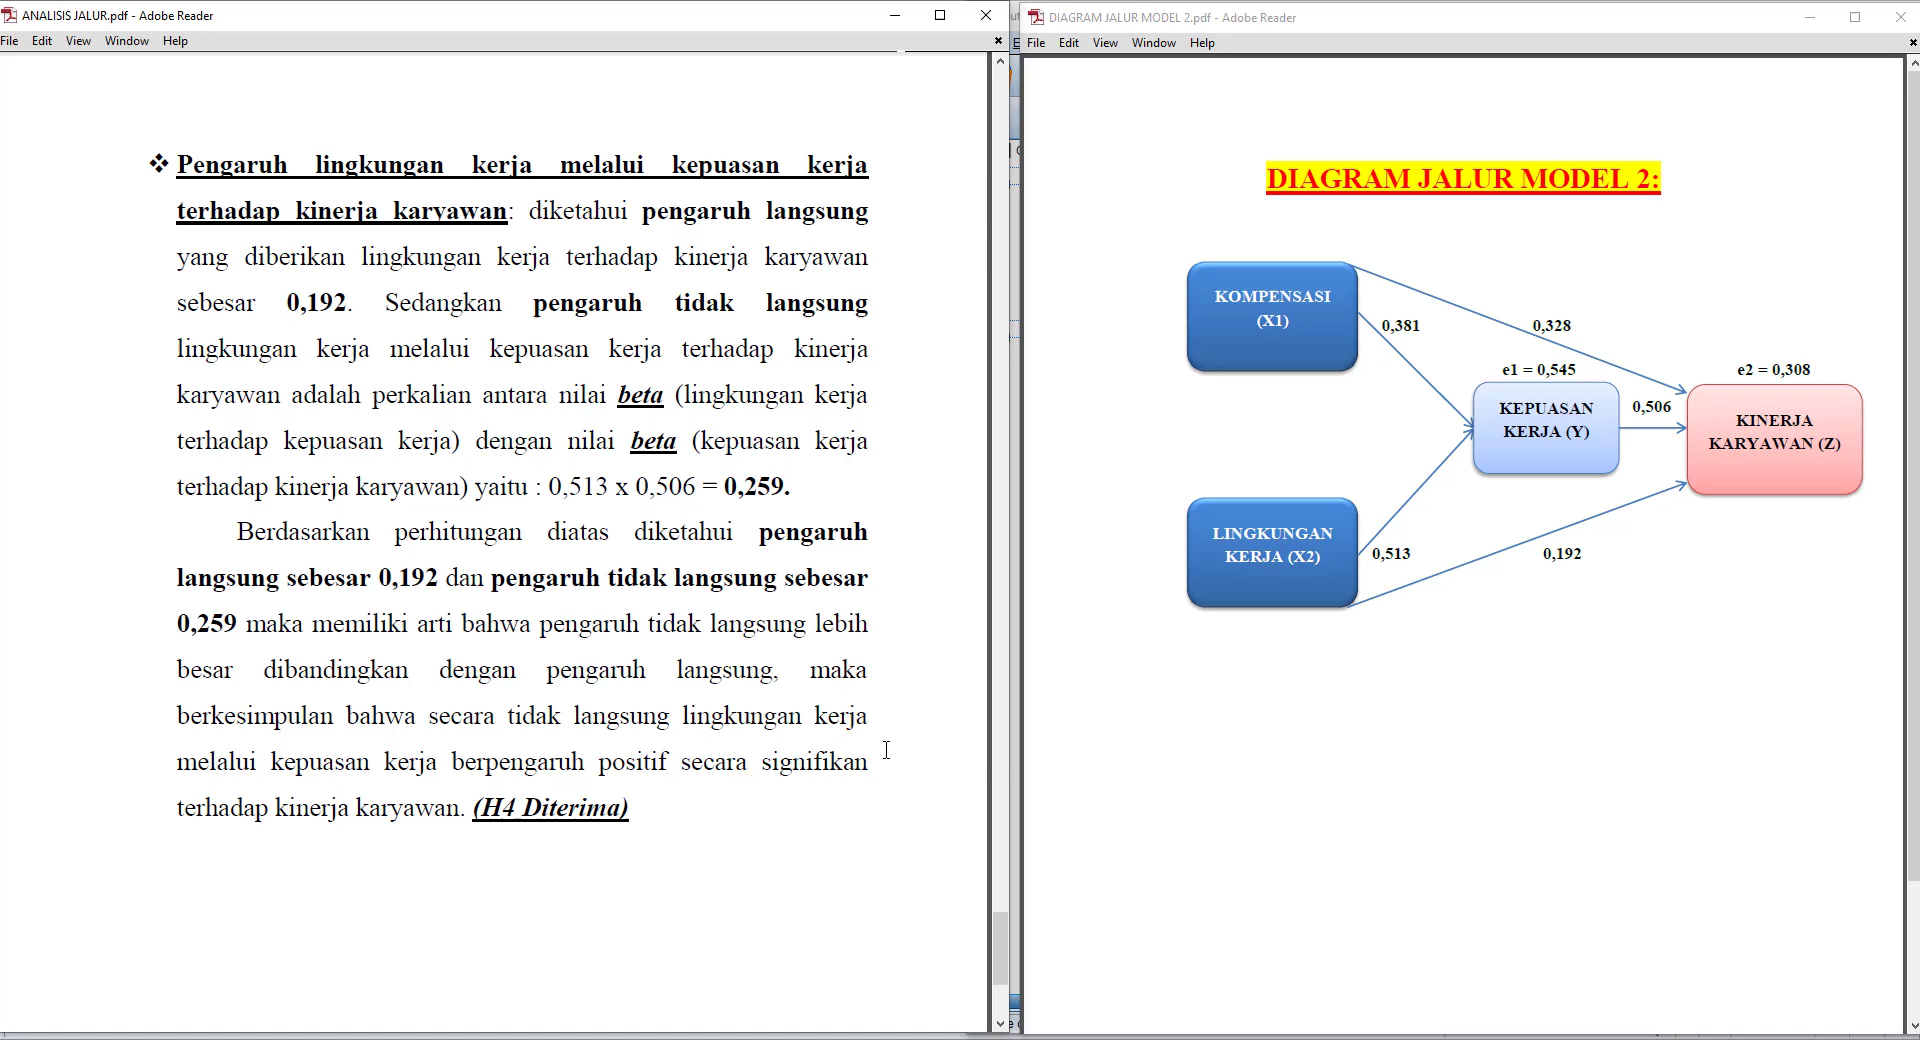 ANALISIS JALUR.pdf - Adobe Reader
File Edit View Window Help
❖ Pengaruh lingkungan kerja melalui kepuasan kerja
terhadap kinerja karyawan: diketahui pengaruh langsung
yang diberikan lingkungan kerja terhadap kinerja karyawan
sebesar 0,192. Sedangkan pengaruh tidak langsung
lingkungan kerja melalui kepuasan kerja terhadap kinerja
karyawan adalah perkalian antara nilai beta (lingkungan kerja
terhadap kepuasan kerja) dengan nilai beta (kepuasan kerja
terhadap kinerja karyawan) yaitu : 0,513 x 0,506 = 0,259.
Berdasarkan perhitungan diatas diketahui pengaruh
langsung sebesar 0,192 dan pengaruh tidak langsung sebesar
0,259 maka memiliki arti bahwa pengaruh tidak langsung lebih
besar dibandingkan dengan pengaruh langsung, maka
berkesimpulan bahwa secara tidak langsung lingkungan kerja
melalui kepuasan kerja berpengaruh positif secara signifikan
terhadap kinerja karyawan. (H4 Diterima)
DIAGRAM JALUR MODEL 2.pdf - Adobe Reader
File Edit View Window Help
DIAGRAM JALUR MODEL 2:
KOMPENSASI
(X1)
0,381
0,328
e1 = 0,545
e2 = 0,308
KEPUASAN
KERJA (Y)
0,506
KINERJA
KARYAWAN (Z)
LINGKUNGAN
KERJA (X2)
0,513
0,192